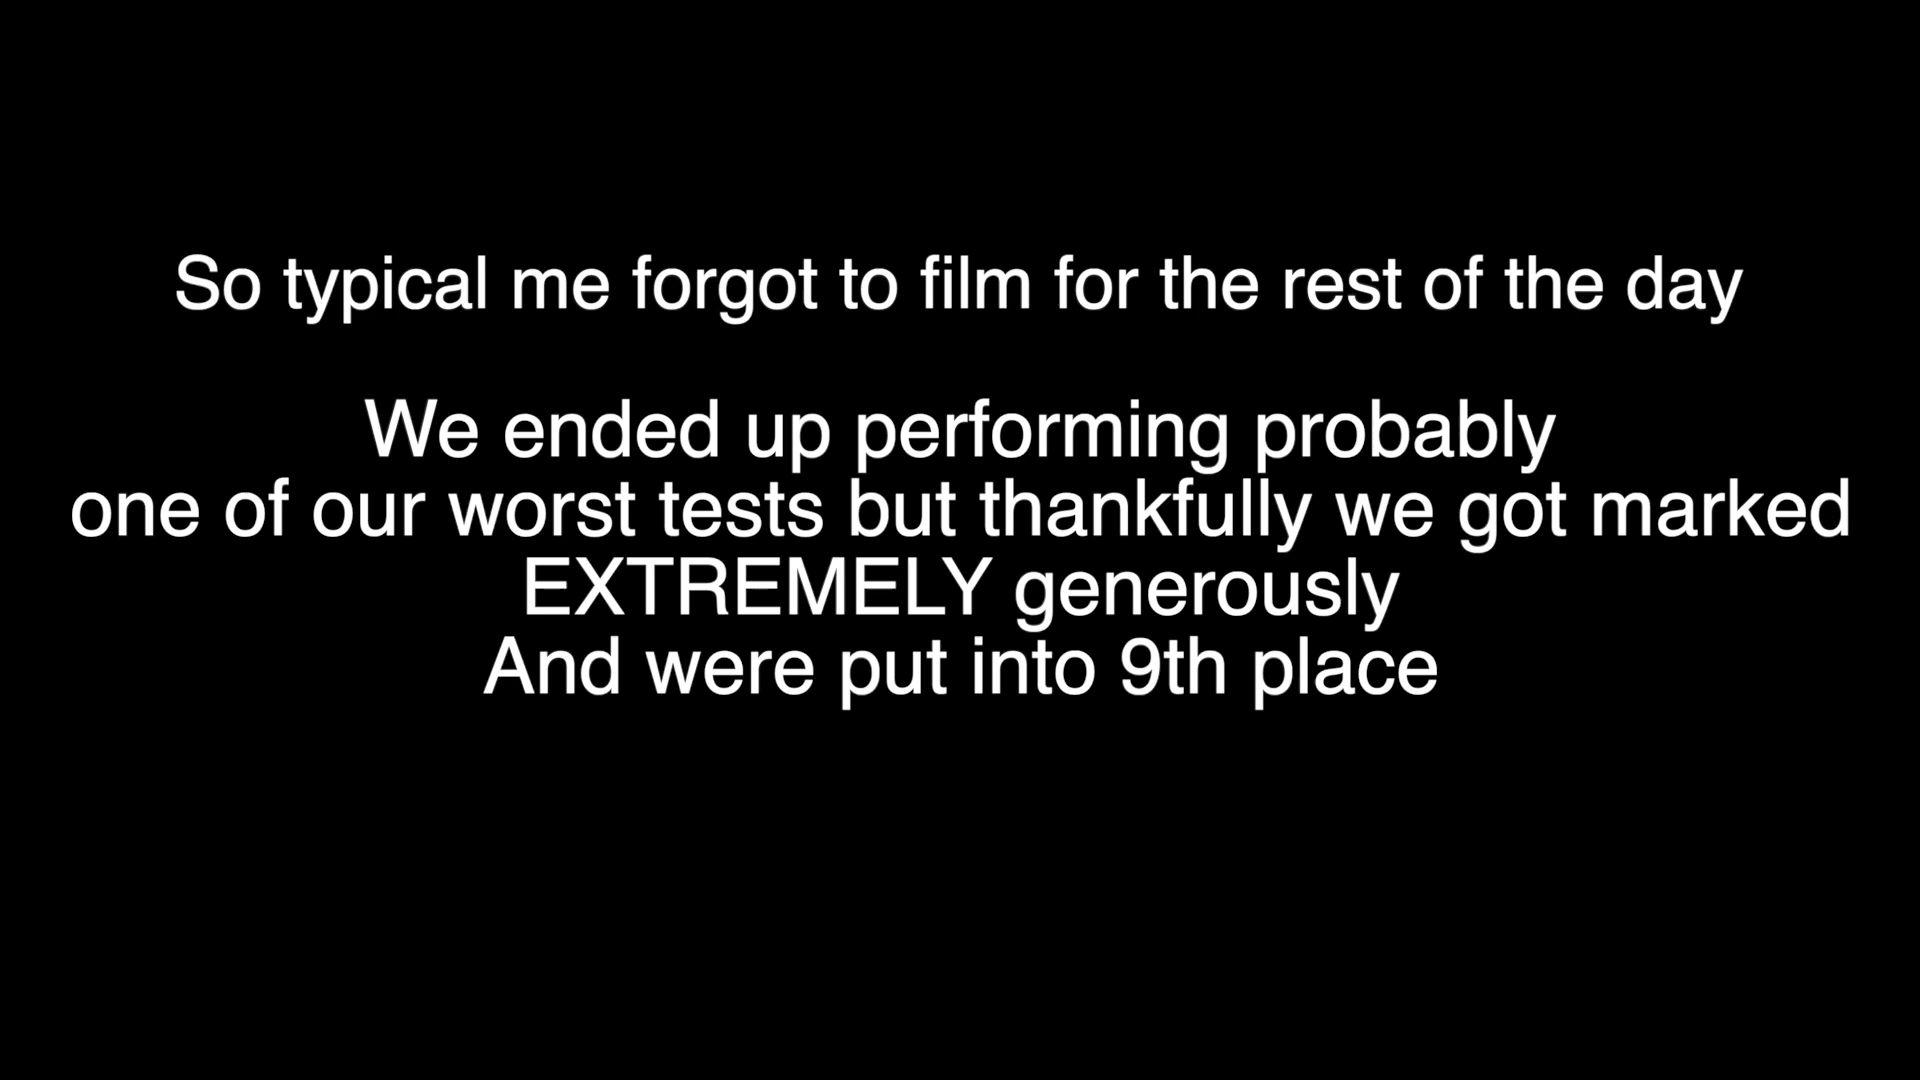 So typical me forgot to film for the rest of the day
We ended up performing probably
one of our worst tests but thankfully we got marked
EXTREMELY generously
And were put into 9th place